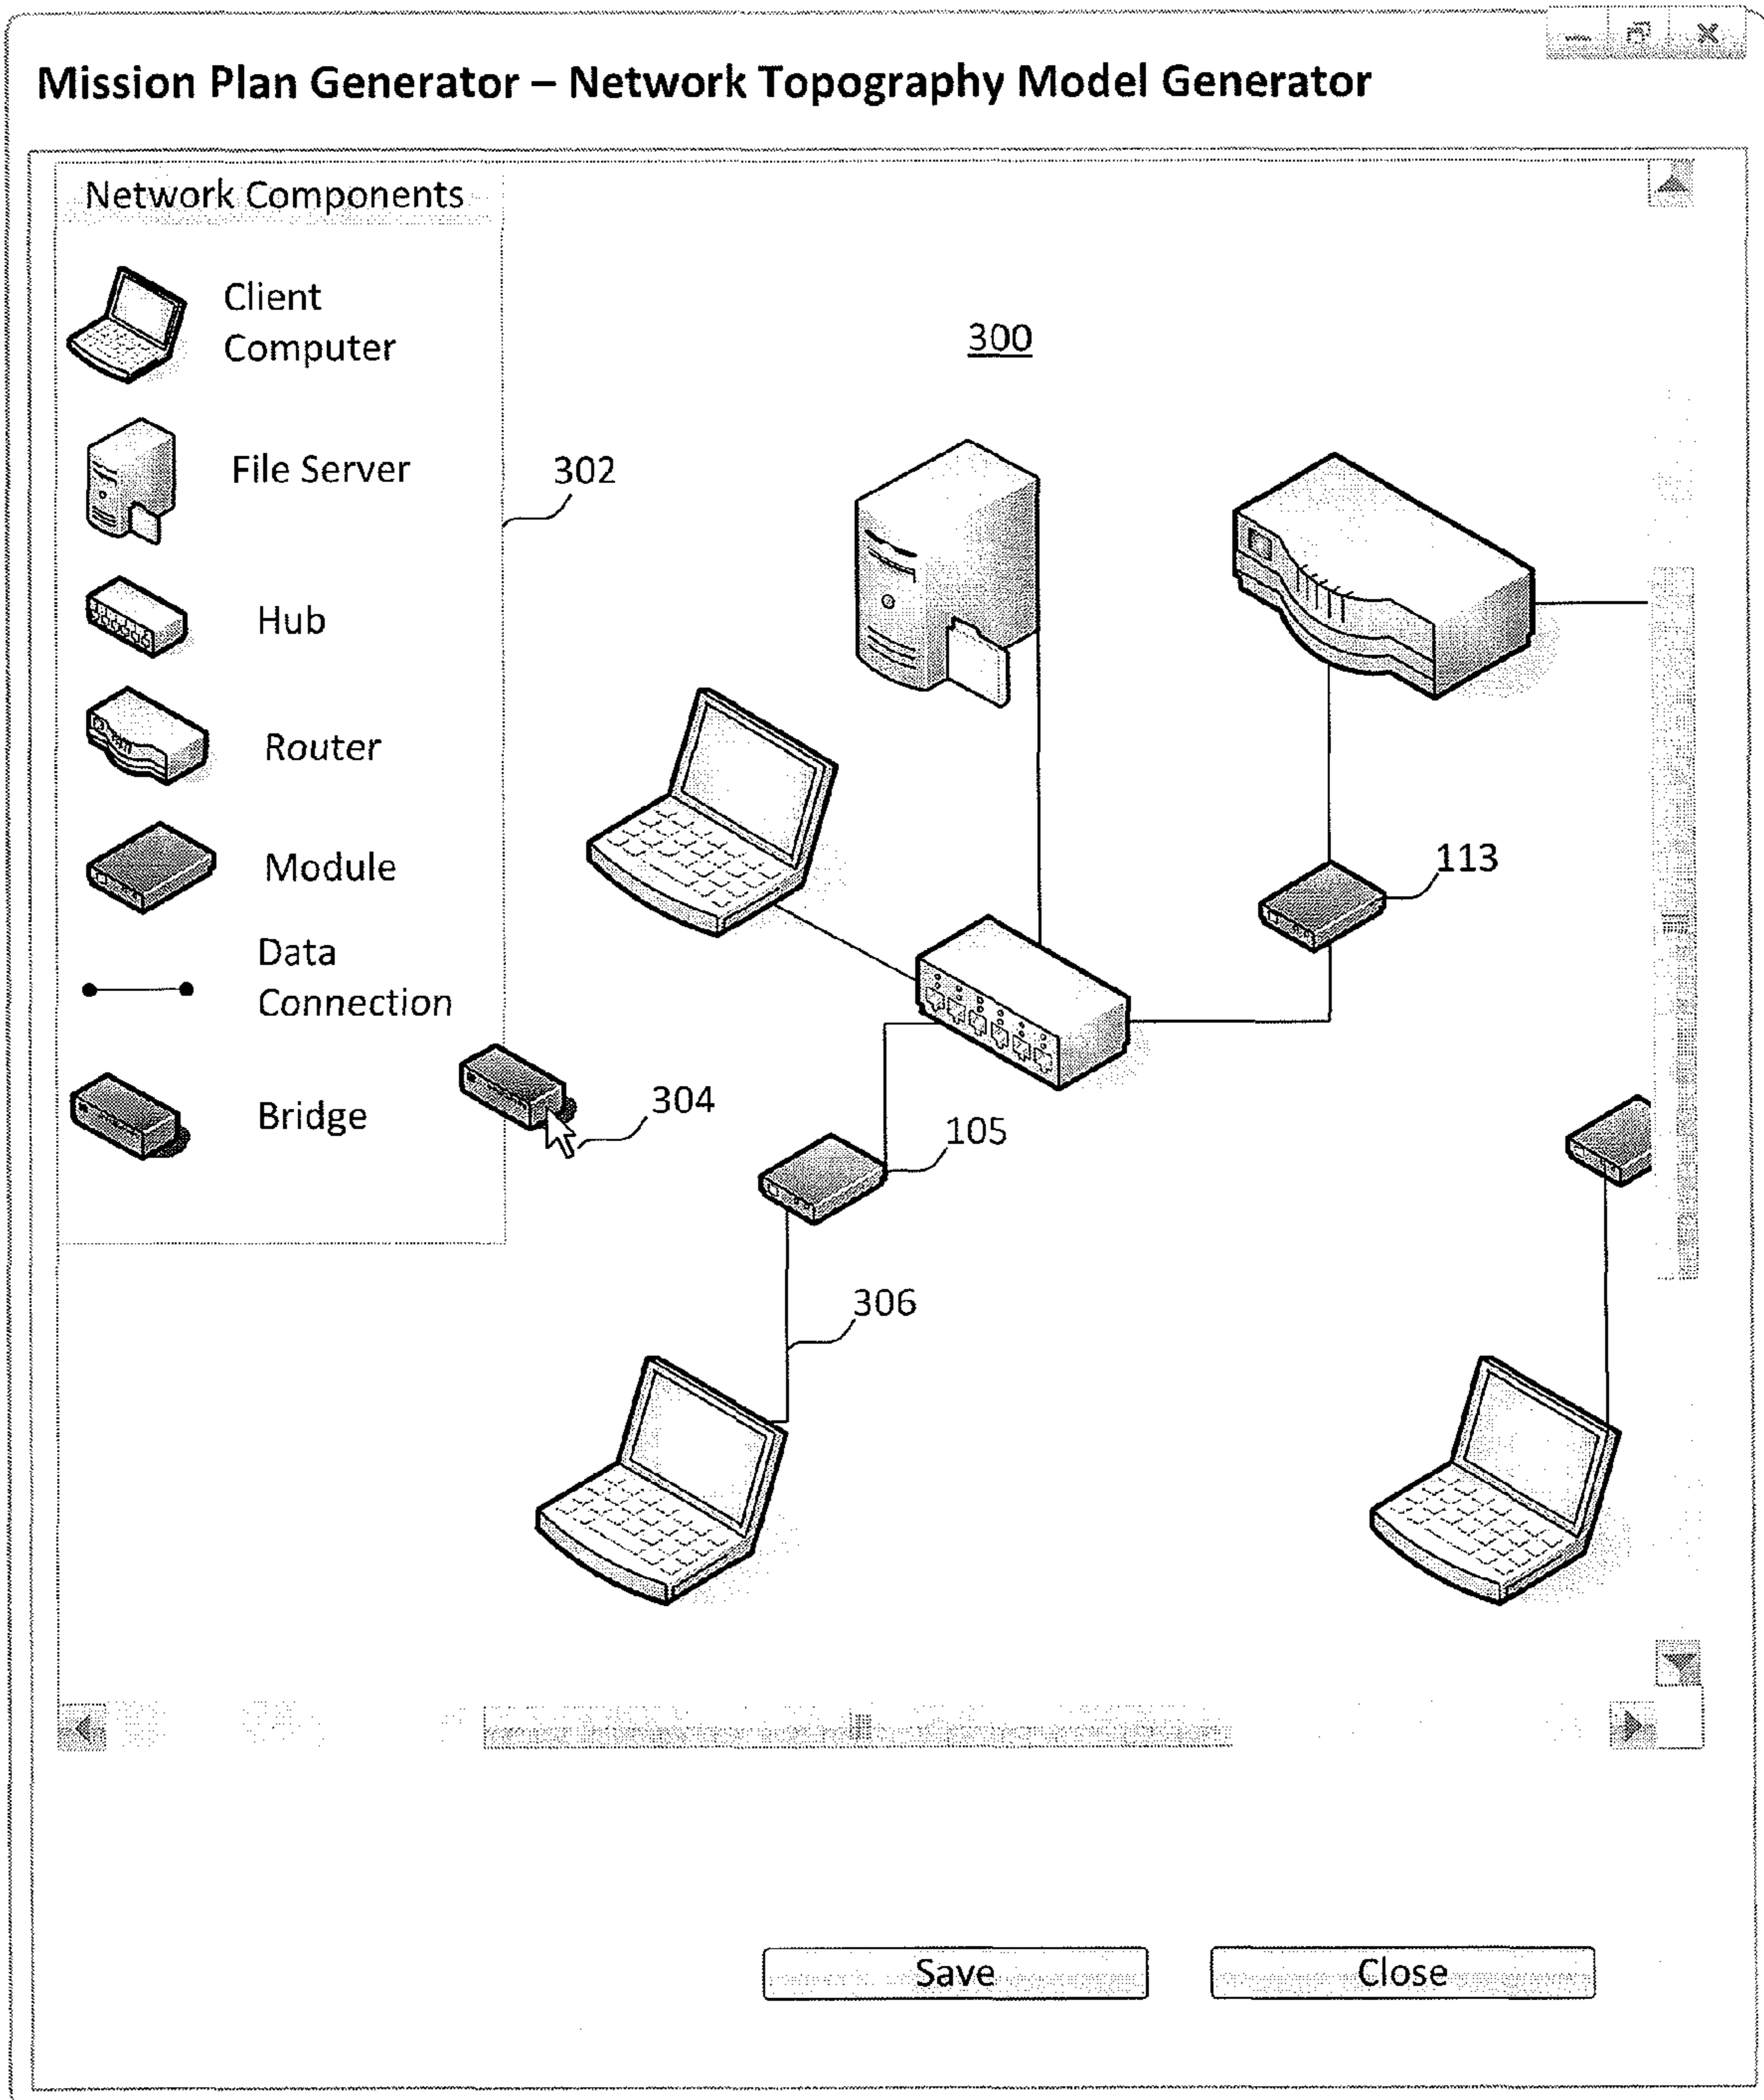 Mission Plan Generator – Network Topography Model Generator
Network Components
Client
Computer
File Server
Hub
Router
Module
Data
Connection
Bridge
300
302
113
304
105
306
Save
Close